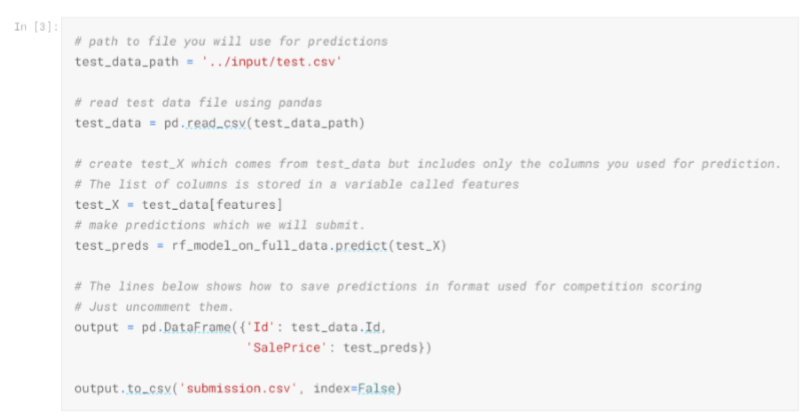 In [3]:
# path to file you will use for predictions
test_data_path = '../input/test.csv'
# read test data file using pandas
test_data = pd.read_csv(test_data_path)
# create test_X which comes from test_data but includes only the columns you used for prediction.
# The list of columns is stored in a variable called features
test_X = test_data[features]
# make predictions which we will submit.
test_preds = rf_model_on_full_data.predict(test_X)
# The lines below shows how to save predictions in format used for competition scoring
# Just uncomment them.
output = pd.DataFrame({'Id': test_data.Id,
'SalePrice': test_preds})
output.to_csv('submission.csv', index=False)